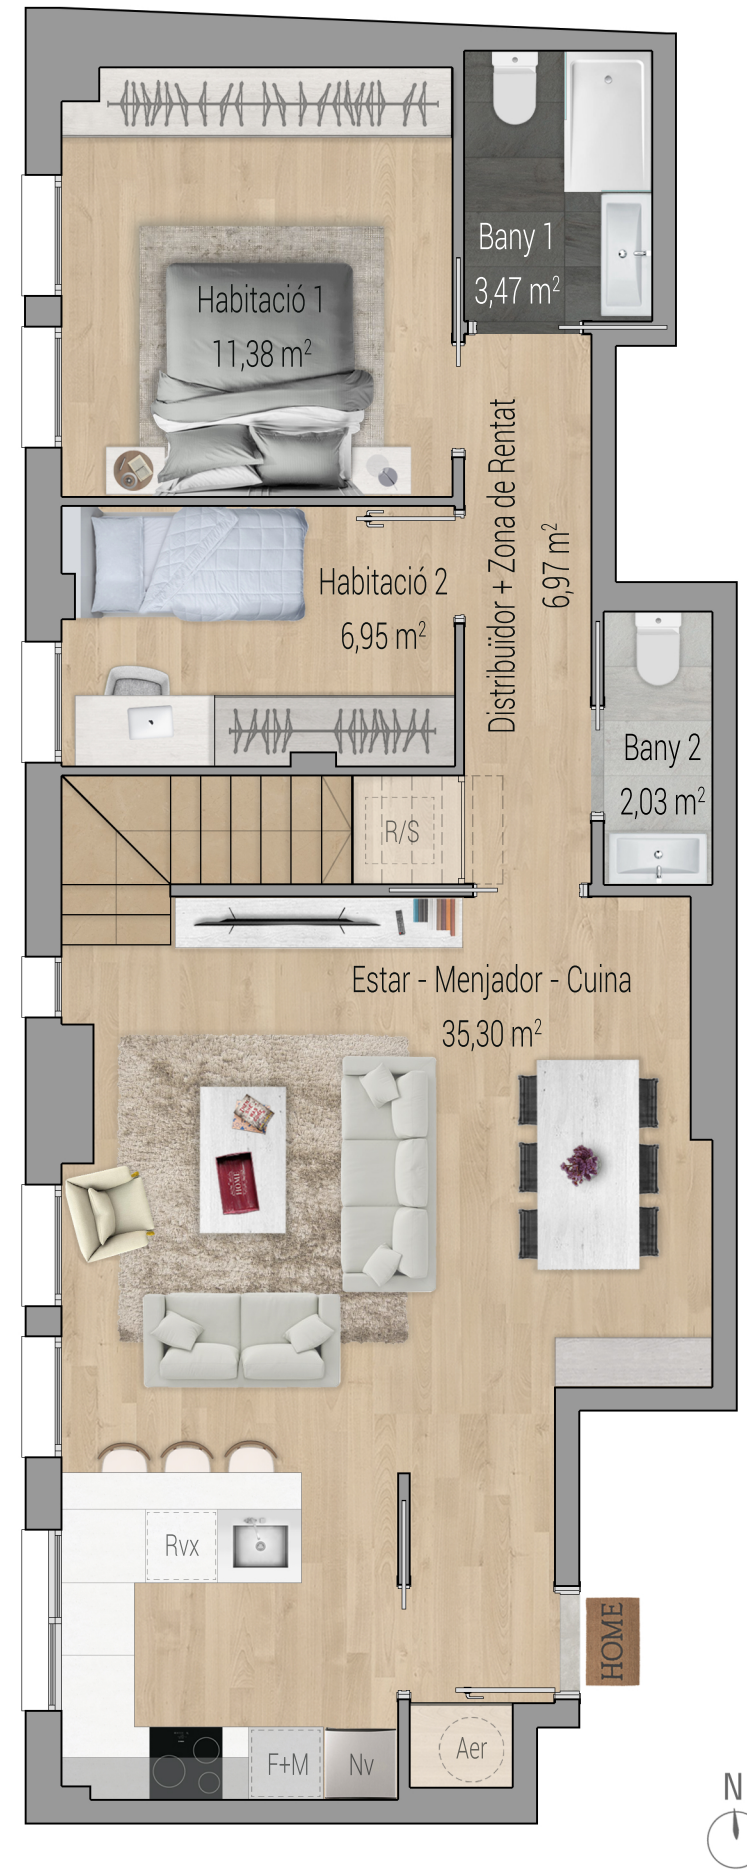 Bany 1
3,47 m²
Habitació 1
11,38 m²
Distribuïdor + Zona de Rentat
6,97 m²
Habitació 2
6,95 m²
Bany 2
2,03 m²
R/S
Estar - Menjador - Cuina
35,30 m²
HOME
Rvx
HOME
F+M
Nv
Aer
N